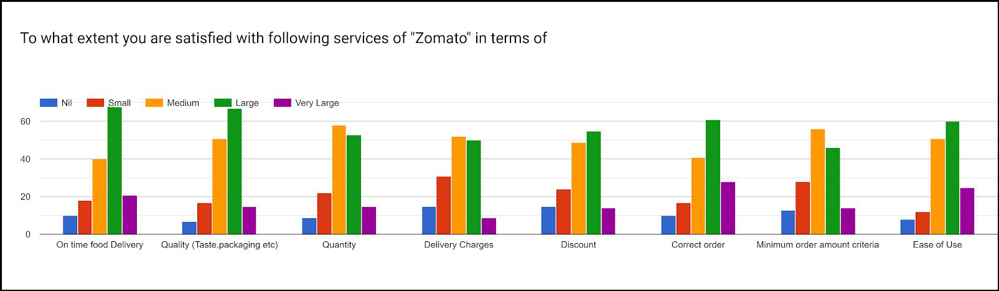 To what extent you are satisfied with following services of "Zomato" in terms of
Nil Small Medium Large Very Large
60
40
20
0
On time food Delivery Quality (Taste,packaging etc) Quantity Delivery Charges Discount Correct order Minimum order amount criteria Ease of Use